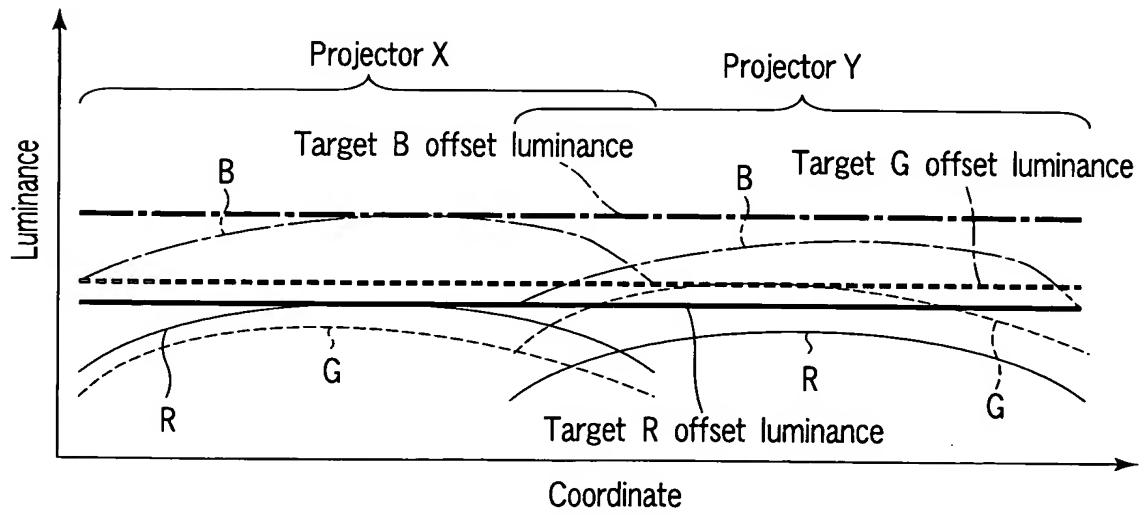 Projector X
Projector Y
Luminance
Target B offset luminance
Target G offset luminance
B
B
R
G
R
G
Target R offset luminance
Coordinate